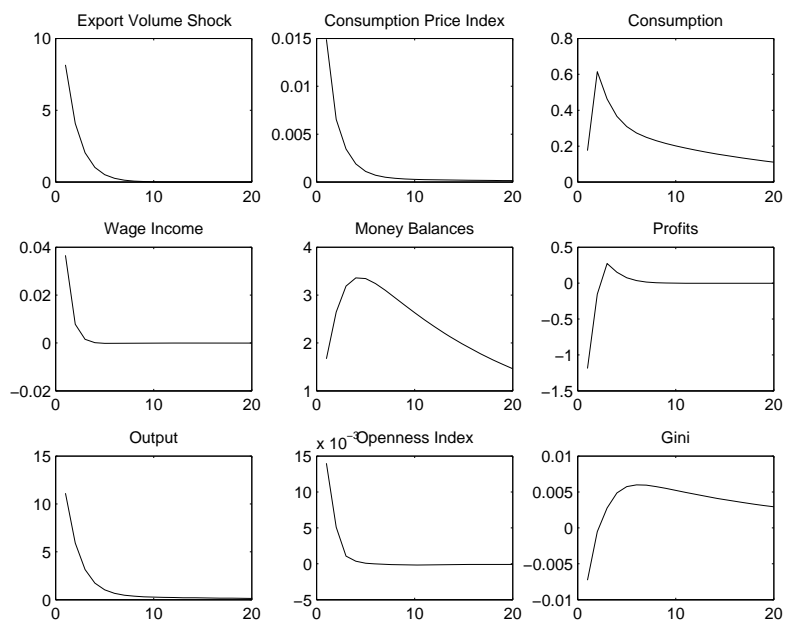 Export Volume Shock
10
5
0
0 10 20
Consumption Price Index
0.015
0.01
0.005
0
0 10 20
Consumption
0.8
0.6
0.4
0.2
0
0 10 20
Wage Income
0.04
0.02
0
−0.02
0 10 20
Money Balances
4
3
2
1
0 10 20
Profits
0.5
0
−0.5
−1
−1.5
0 10 20
Output
15
10
5
0
0 10 20
x 10⁻³
Openness Index
15
10
5
0
−5
0 10 20
Gini
0.01
0.005
0
−0.005
−0.01
0 10 20